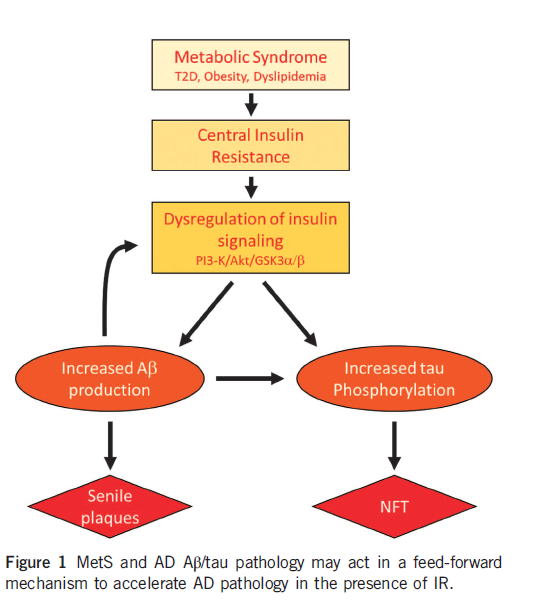 Metabolic Syndrome
T2D, Obesity, Dyslipidemia
Central Insulin
Resistance
Dysregulation of insulin
signaling
PI3-K/Akt/GSK3α/β
Increased Aβ
production
Increased tau
Phosphorylation
Senile
plaques
NFT
Figure 1 MetS and AD Aβ/tau pathology may act in a feed-forward
mechanism to accelerate AD pathology in the presence of IR.